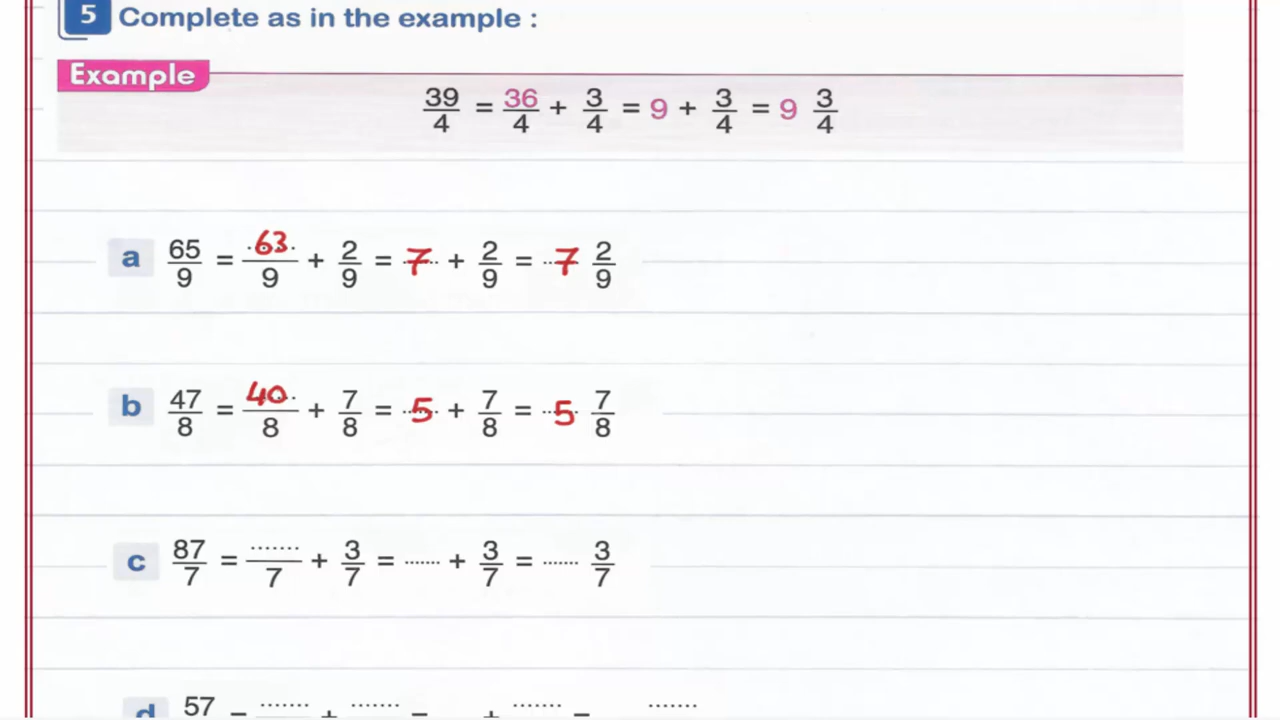 5 Complete as in the example :
Example
39/4 = 36/4 + 3/4 = 9 + 3/4 = 9 3/4
a 65/9 = 63/9 + 2/9 = 7 + 2/9 = 7 2/9
b 47/8 = 40/8 + 7/8 = 5 + 7/8 = 5 7/8
c 87/7 = ......./7 + 3/7 = ....... + 3/7 = ....... 3/7
d 57 = ....... + ....... = + ....... = .......